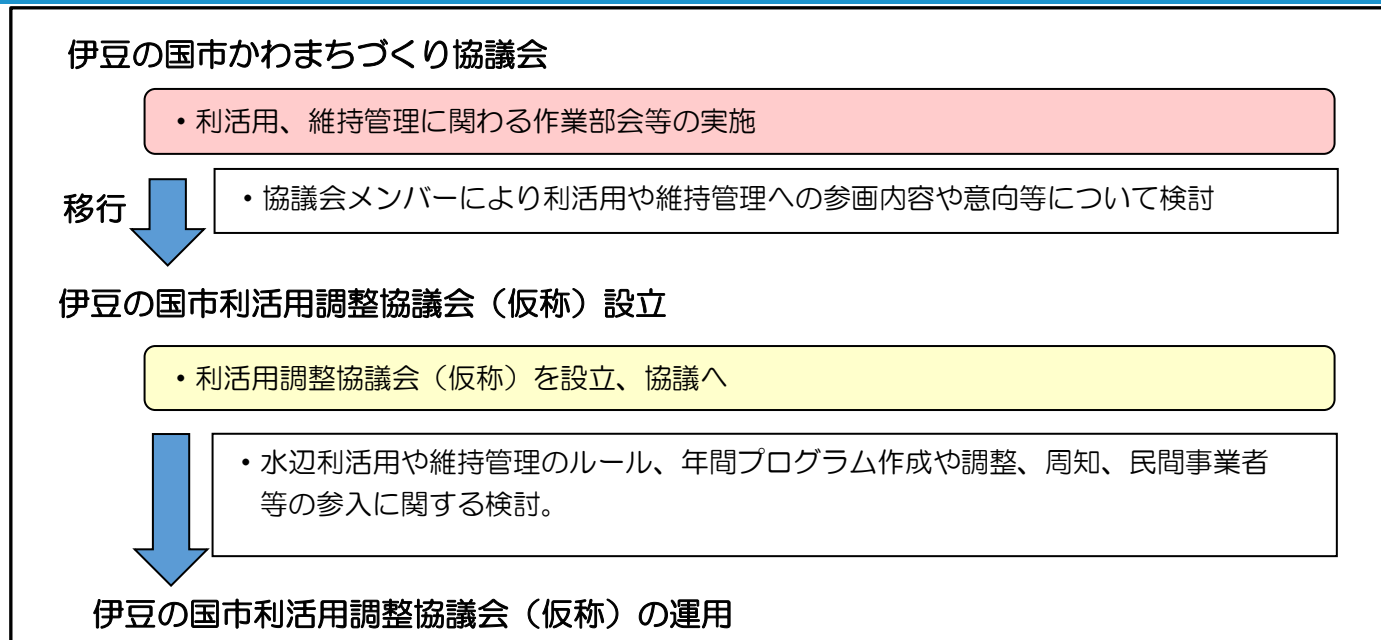 伊豆の国市かわまちづくり協議会
・利活用、維持管理に関わる作業部会等の実施
移行
・協議会メンバーにより利活用や維持管理への参画内容や意向等について検討
伊豆の国市利活用調整協議会（仮称）設立
・利活用調整協議会（仮称）を設立、協議へ
・水辺利活用や維持管理のルール、年間プログラム作成や調整、周知、民間事業者
等の参入に関する検討。
伊豆の国市利活用調整協議会（仮称）の運用